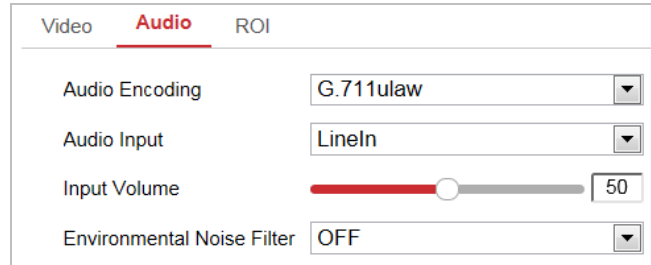 Video Audio ROI
Audio Encoding G.711ulaw
Audio Input LineIn
Input Volume 50
Environmental Noise Filter OFF